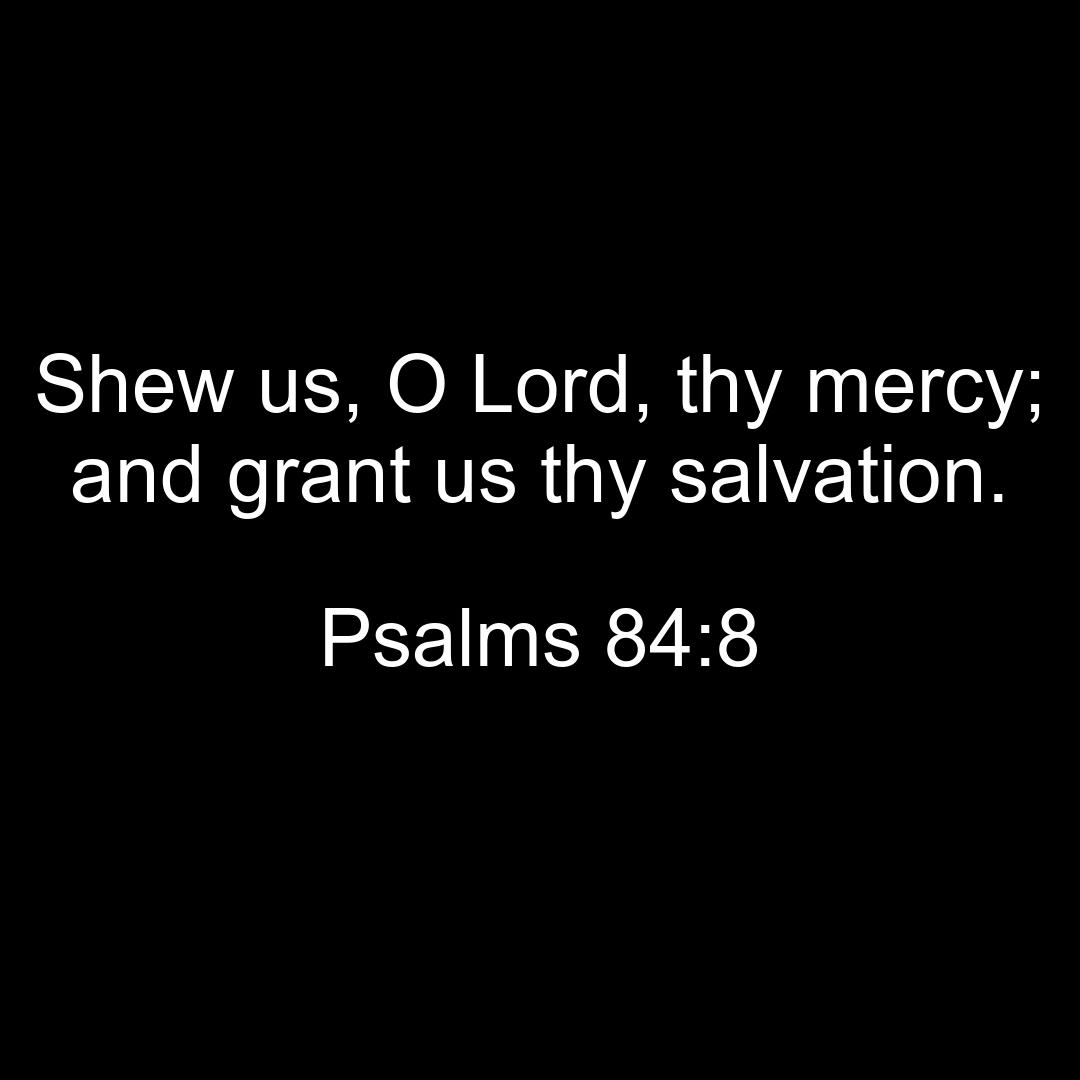 Shew us, O Lord, thy mercy;
and grant us thy salvation.
Psalms 84:8